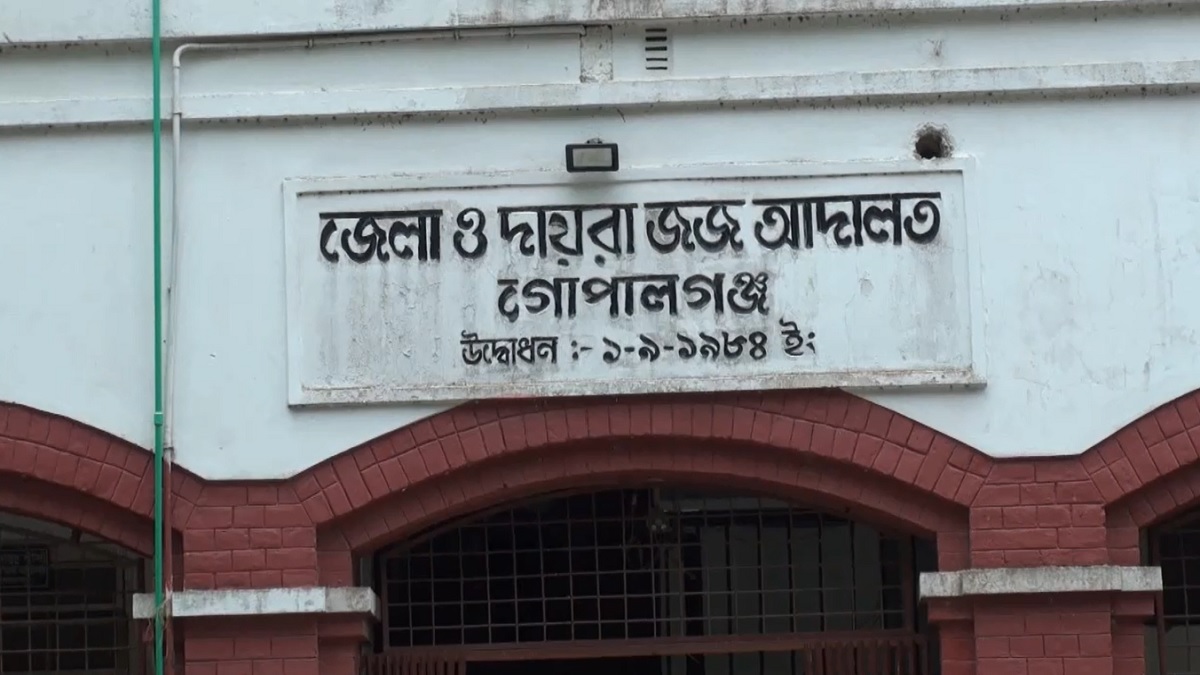 জেলা ও দায়রা জজ আদালত
গোপালগঞ্জ
উদ্বোধন :- ১-৯-১৯৮৪ ইং